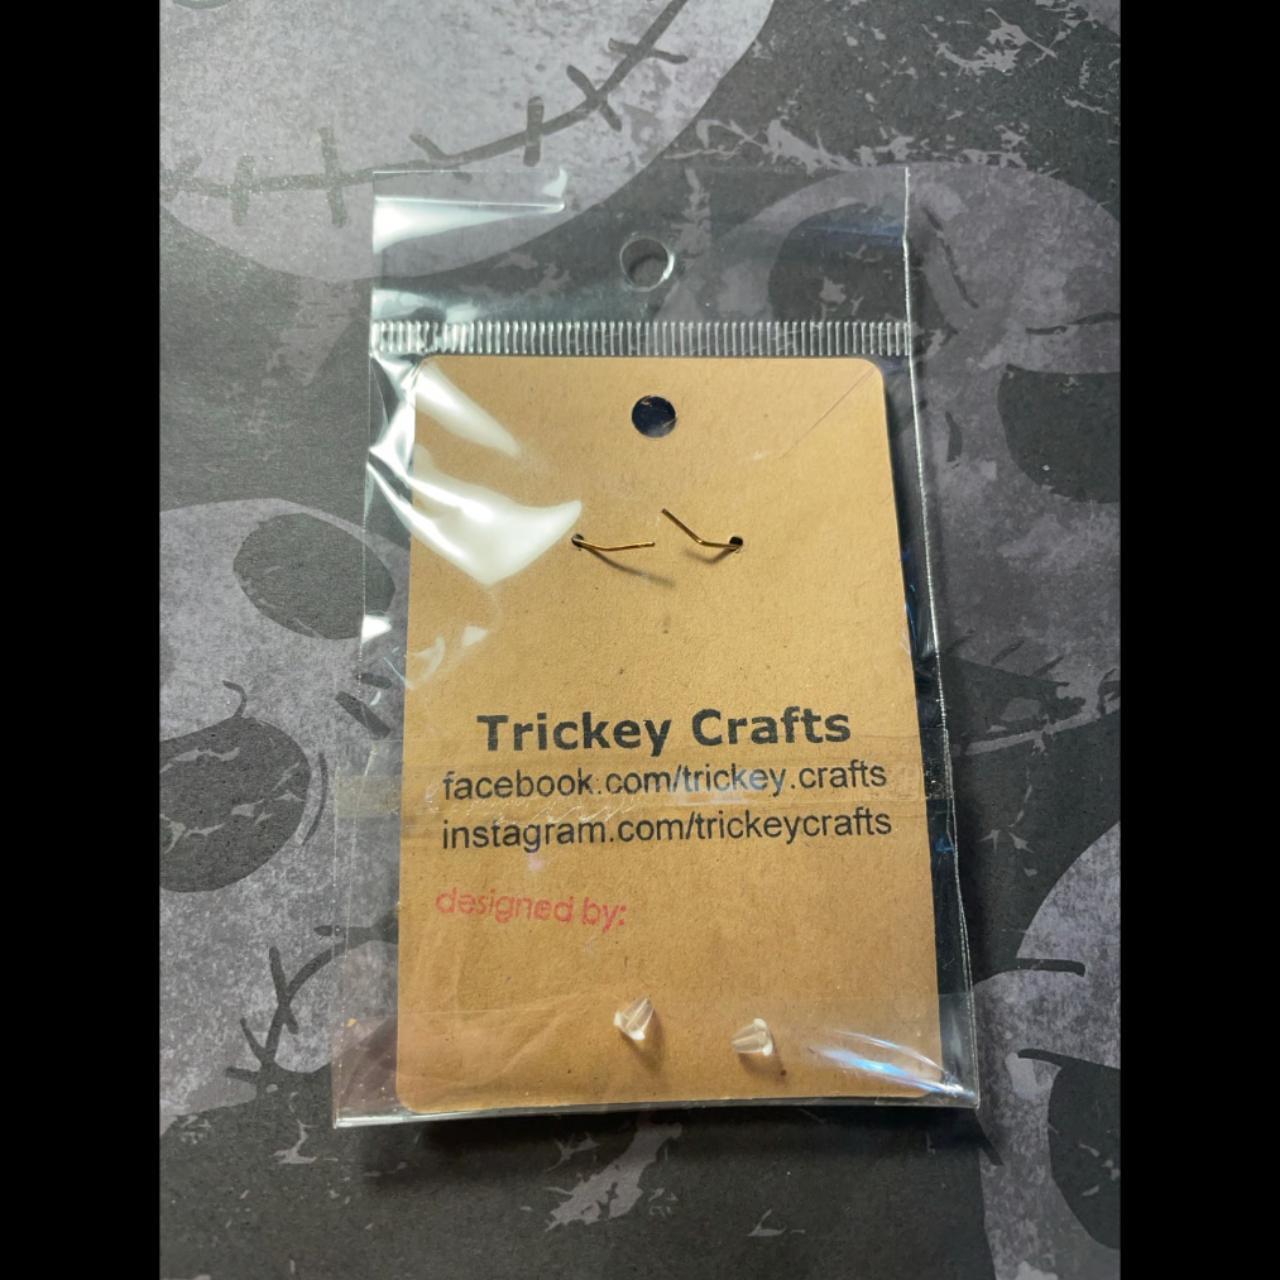 Trickey Crafts
facebook.com/trickey.crafts
instagram.com/trickeycrafts
designed by: